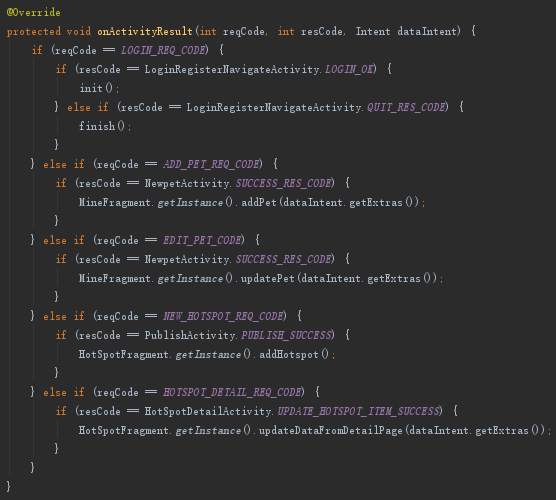 @Override
protected void onActivityResult(int reqCode, int resCode, Intent dataIntent) {
    if (reqCode == LOGIN_REQ_CODE) {
        if (resCode == LoginRegisterNavigateActivity.LOGIN_OK) {
            init();
        } else if (resCode == LoginRegisterNavigateActivity.QUIT_RES_CODE) {
            finish();
        }
    } else if (reqCode == ADD_PET_REQ_CODE) {
        if (resCode == NewpetActivity.SUCCESS_RES_CODE) {
            MineFragment.getInstance().addPet(dataIntent.getExtras());
        }
    } else if (reqCode == EDIT_PET_CODE) {
        if (resCode == NewpetActivity.SUCCESS_RES_CODE) {
            MineFragment.getInstance().updatePet(dataIntent.getExtras());
        }
    } else if (reqCode == NEW_HOTSPOT_REQ_CODE) {
        if (resCode == PublishActivity.PUBLISH_SUCCESS) {
            HotSpotFragment.getInstance().addHotspot();
        }
    } else if (reqCode == HOTSPOT_DETAIL_REQ_CODE) {
        if (resCode == HotSpotDetailActivity.UPDATE_HOTSPOT_ITEM_SUCCESS) {
            HotSpotFragment.getInstance().updateDataFromDetailPage(dataIntent.getExtras());
        }
    }
}